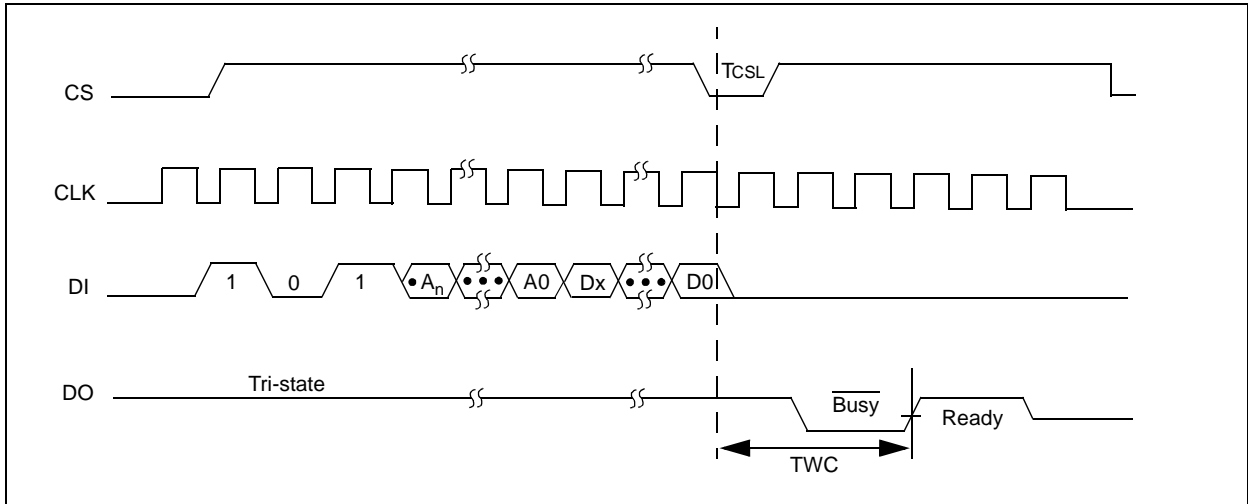 CS
TCSL
CLK
DI
1 0 1 •An ••• A0 Dx ••• D0
DO
Tri-state
Busy
Ready
TWC